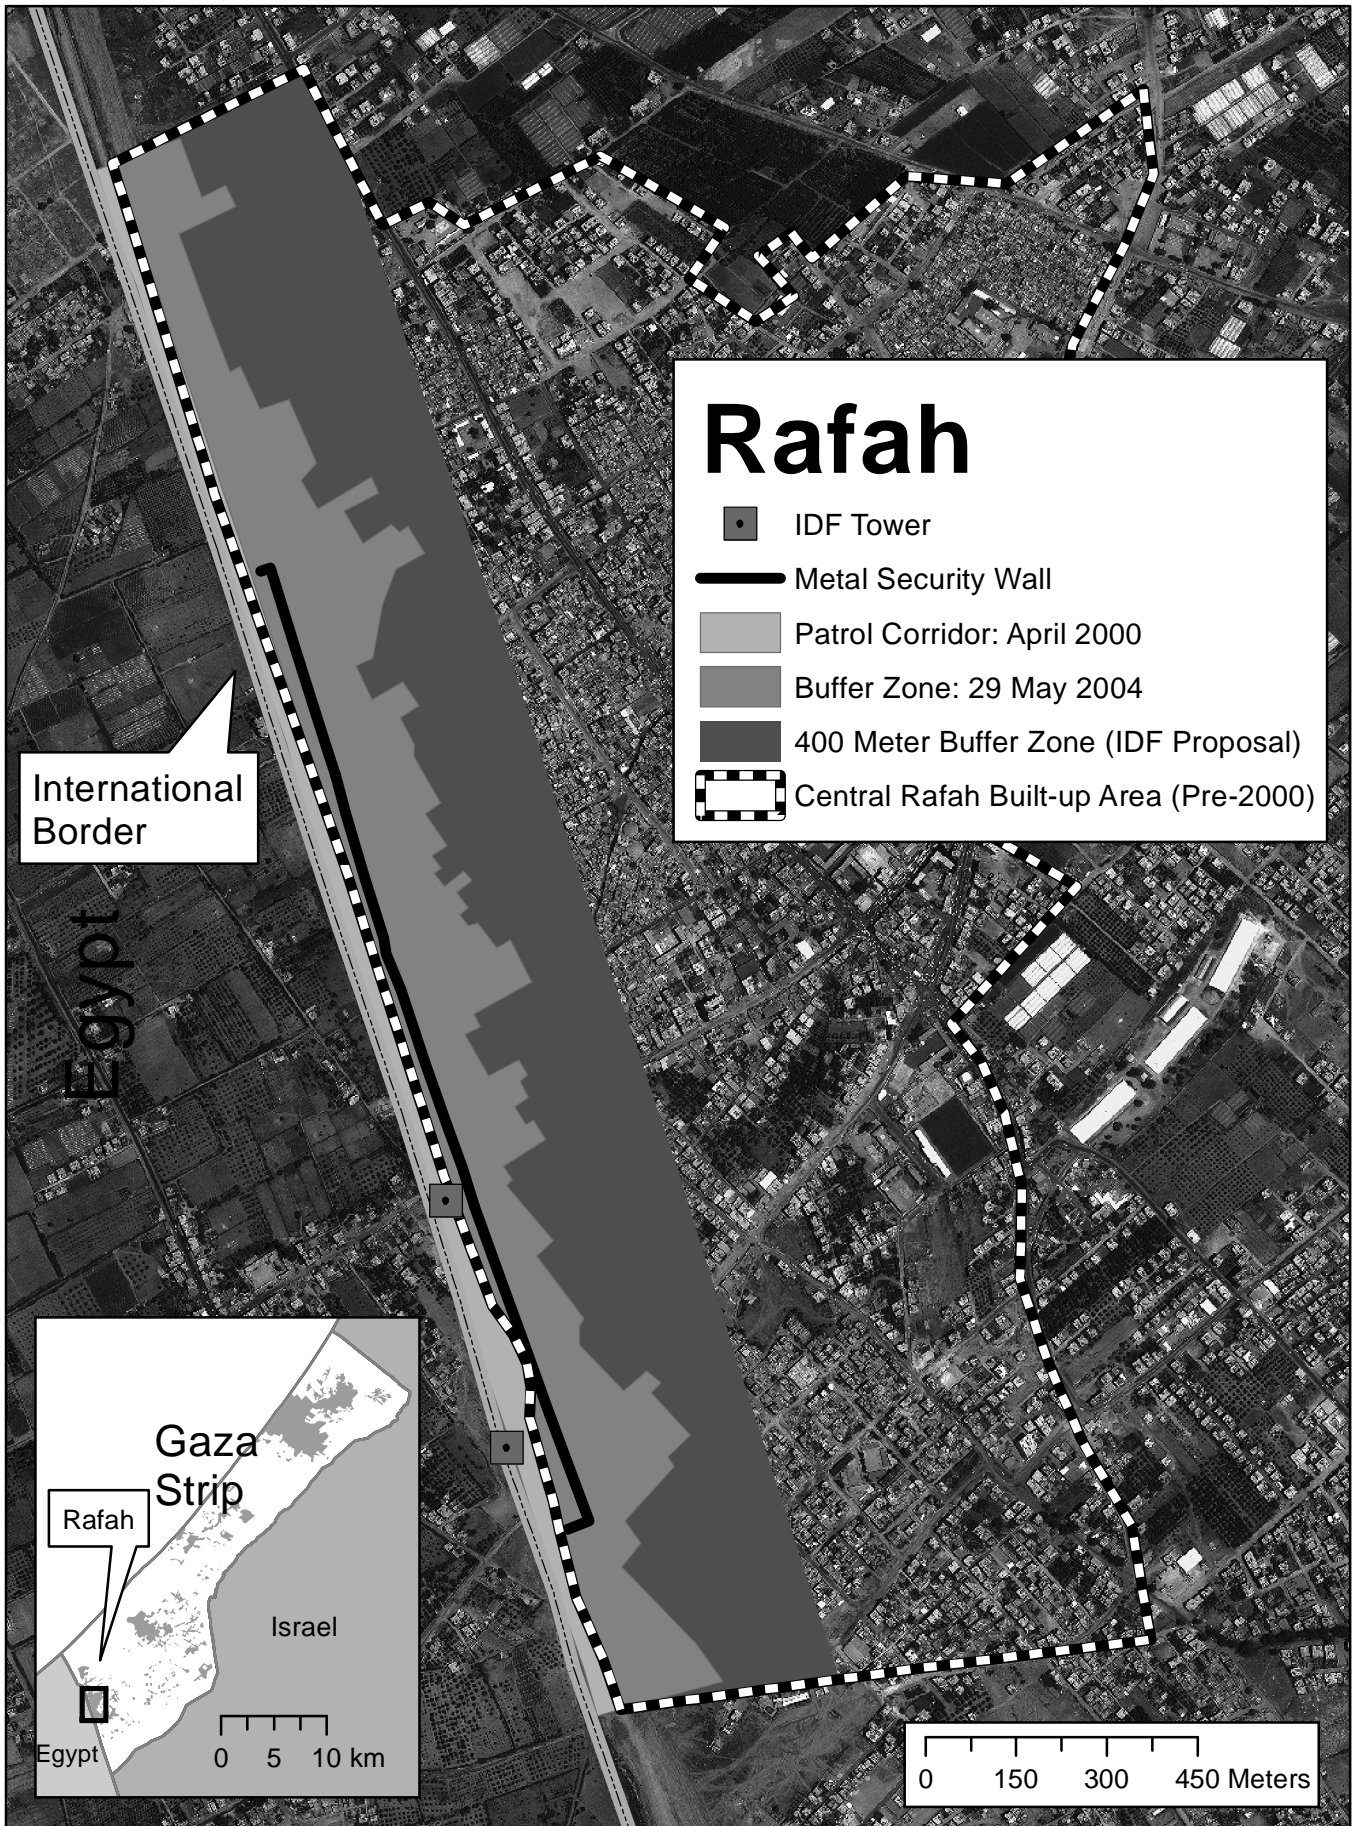 Rafah
IDF Tower
Metal Security Wall
Patrol Corridor: April 2000
Buffer Zone: 29 May 2004
400 Meter Buffer Zone (IDF Proposal)
Central Rafah Built-up Area (Pre-2000)
International
Border
Egypt
Gaza
Strip
Rafah
Israel
Egypt
0 5 10 km
0 150 300 450 Meters